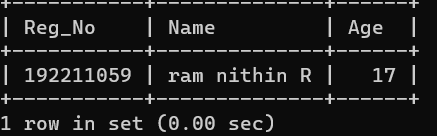 | Reg_No | Name | Age |
| 192211059 | ram nithin R | 17 |
1 row in set (0.00 sec)